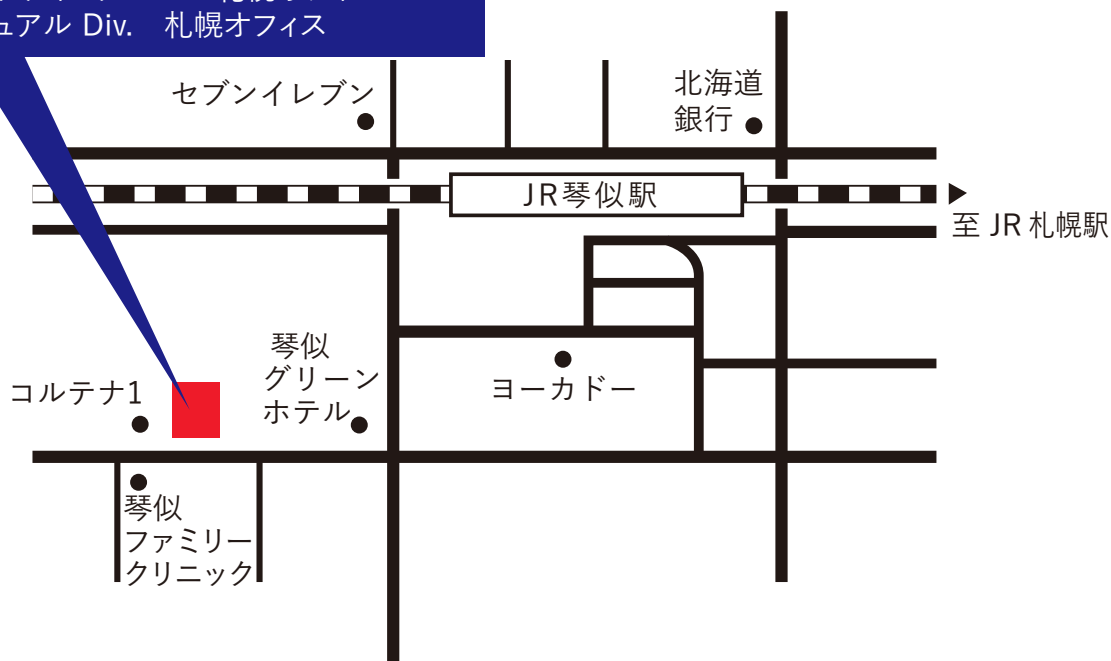 ュアル Div. 札幌オフィス
セブンイレブン
北海道
銀行
JR琴似駅
至 JR 札幌駅
琴似
グリーン
ホテル
コルテナ1
ヨーカドー
琴似
ファミリー
クリニック